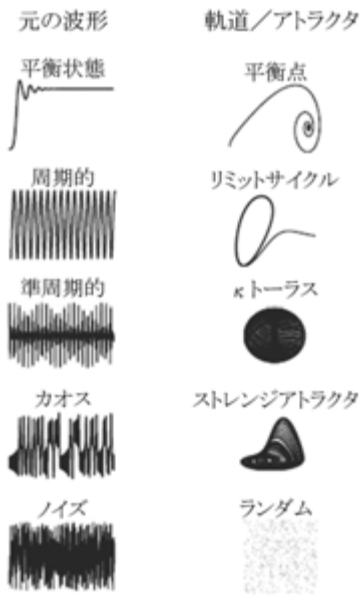 元の波形 軌道／アトラクタ
平衡状態 平衡点
周期的 リミットサイクル
準周期的 κトーラス
カオス ストレンジアトラクタ
ノイズ ランダム